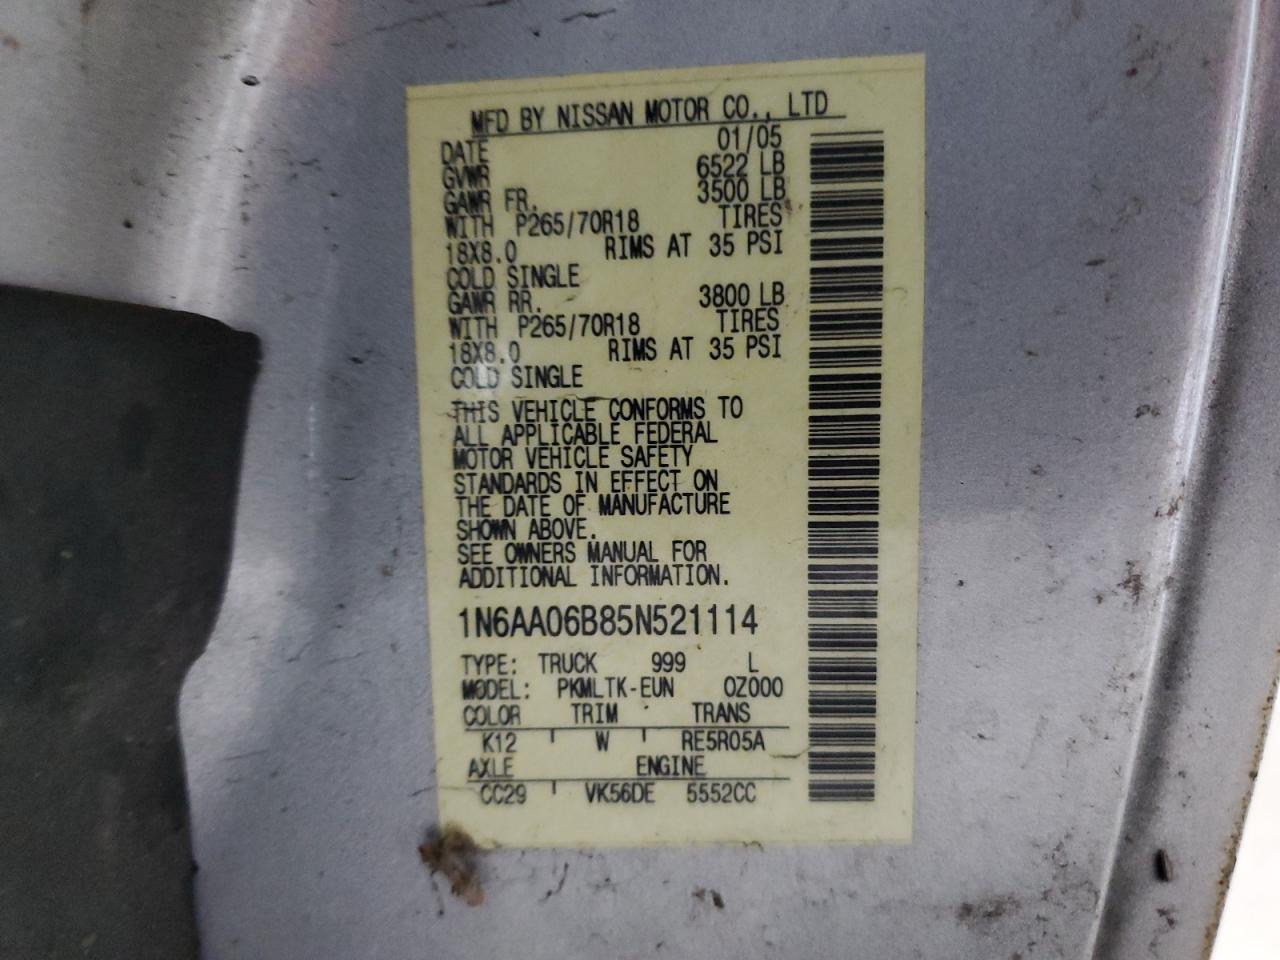 MFD BY NISSAN MOTOR CO., LTD
DATE 01/05
GVWR 6522 LB
GAWR FR. 3500 LB
WITH P265/70R18 TIRES
18X8.0 RIMS AT 35 PSI
COLD SINGLE
GAWR RR. 3800 LB
WITH P265/70R18 TIRES
18X8.0 RIMS AT 35 PSI
COLD SINGLE
THIS VEHICLE CONFORMS TO
ALL APPLICABLE FEDERAL
MOTOR VEHICLE SAFETY
STANDARDS IN EFFECT ON
THE DATE OF MANUFACTURE
SHOWN ABOVE.
SEE OWNERS MANUAL FOR
ADDITIONAL INFORMATION.
1N6AA06B85N521114
TYPE: TRUCK 999 L
MODEL: PKMLTK-EUN 0Z000
COLOR TRIM TRANS
K12 W RE5R05A
AXLE ENGINE
CC29 VK56DE 5552CC